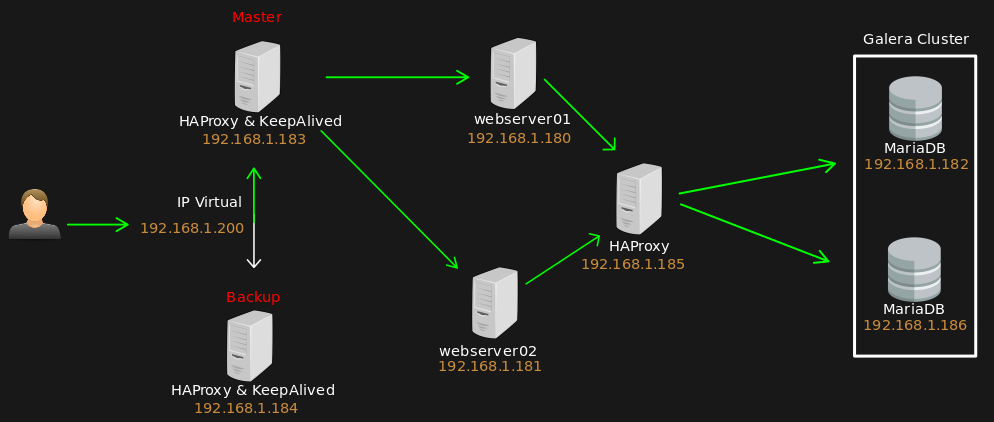 Master
HAProxy & KeepAlived
192.168.1.183
IP Virtual
192.168.1.200
Backup
HAProxy & KeepAlived
192.168.1.184
webserver01
192.168.1.180
webserver02
192.168.1.181
HAProxy
192.168.1.185
Galera Cluster
MariaDB
192.168.1.182
MariaDB
192.168.1.186